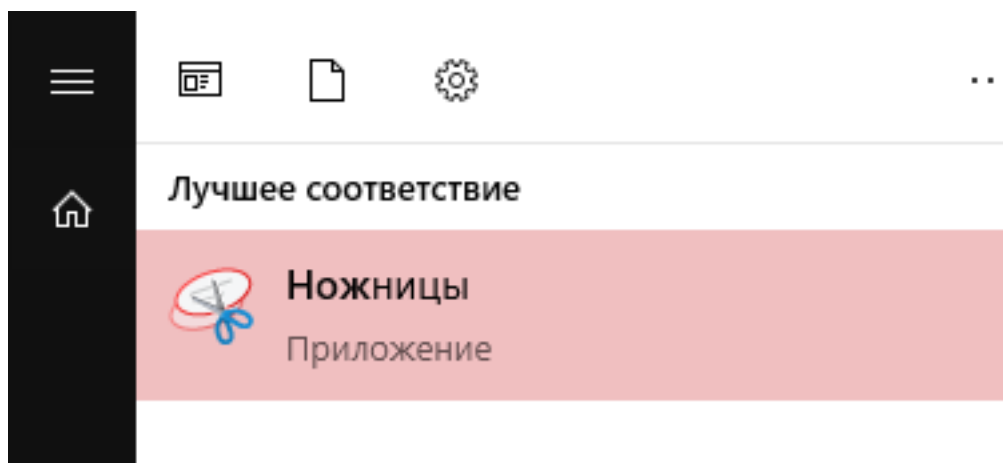 Лучшее соответствие
Ножницы
Приложение